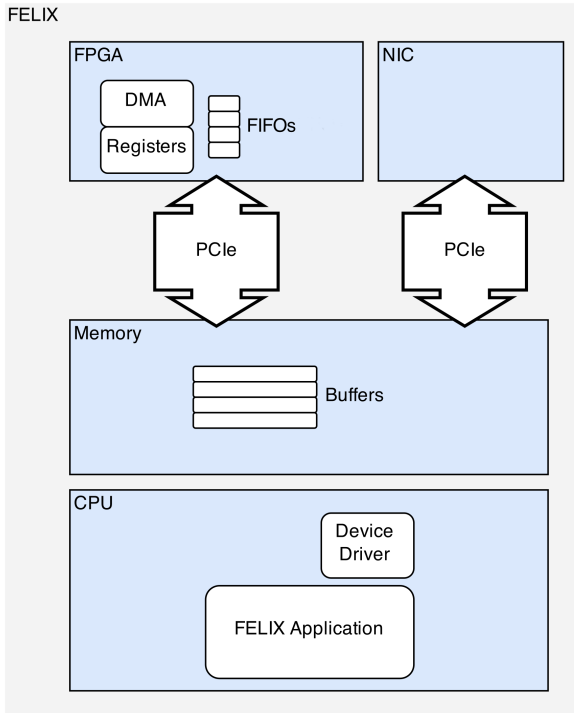 FELIX
FPGA
NIC
DMA
Registers
FIFOs
PCIe
PCIe
Memory
Buffers
CPU
Device
Driver
FELIX Application